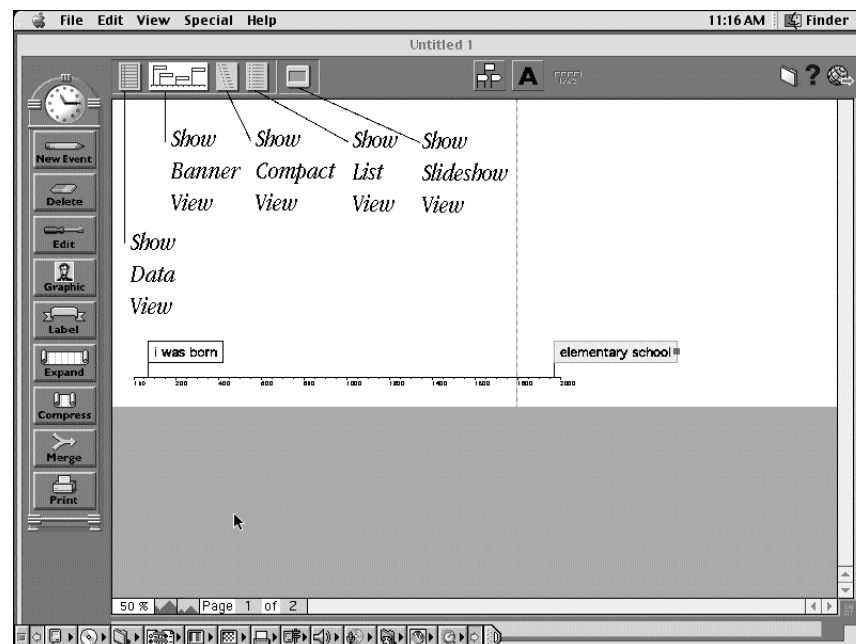 File Edit View Special Help 11:16 AM Finder
Untitled 1
A
?
Show Show Show Show
Banner Compact List Slideshow
View View View View
Show
Data
View
New Event
Delete
Edit
Graphic
Label
Expand
Compress
Merge
Print
i was born elementary school
200 400 600 800 1000 1200 1400 1600 1800 2000
50 % Page 1 of 2